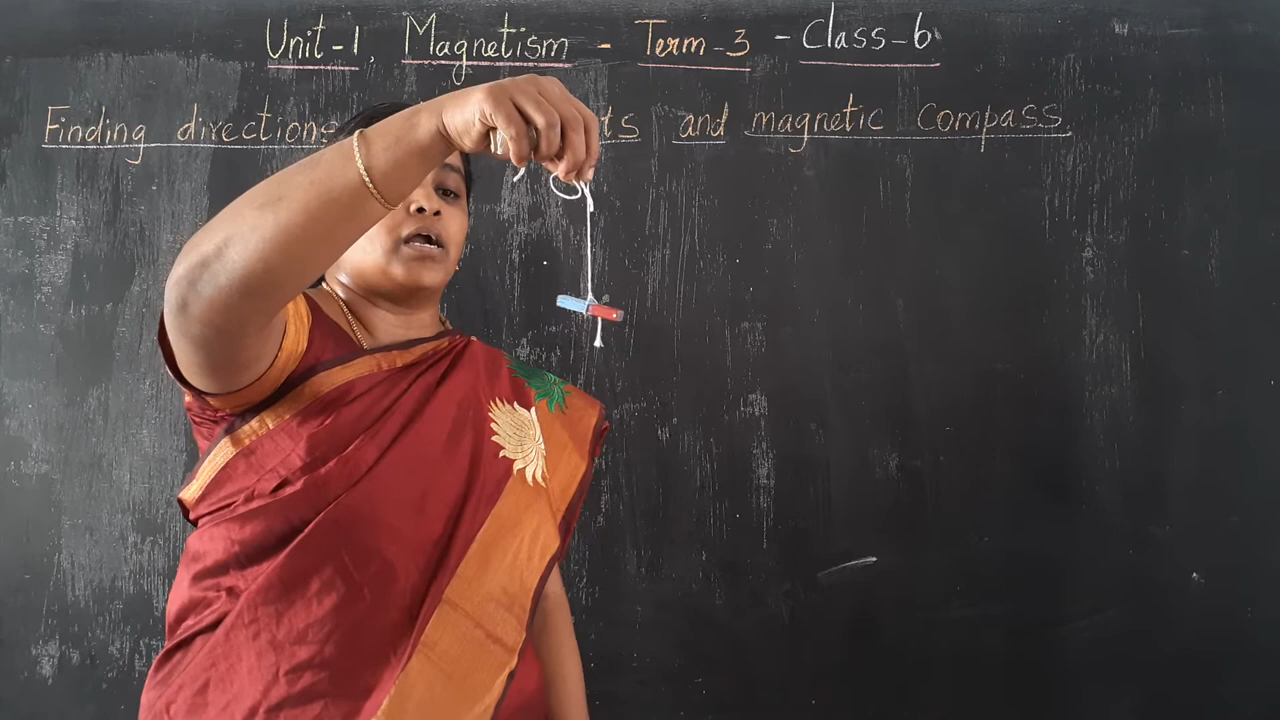 Unit-1, Magnetism - Term-3 - Class-6
Finding directions and magnetic compass